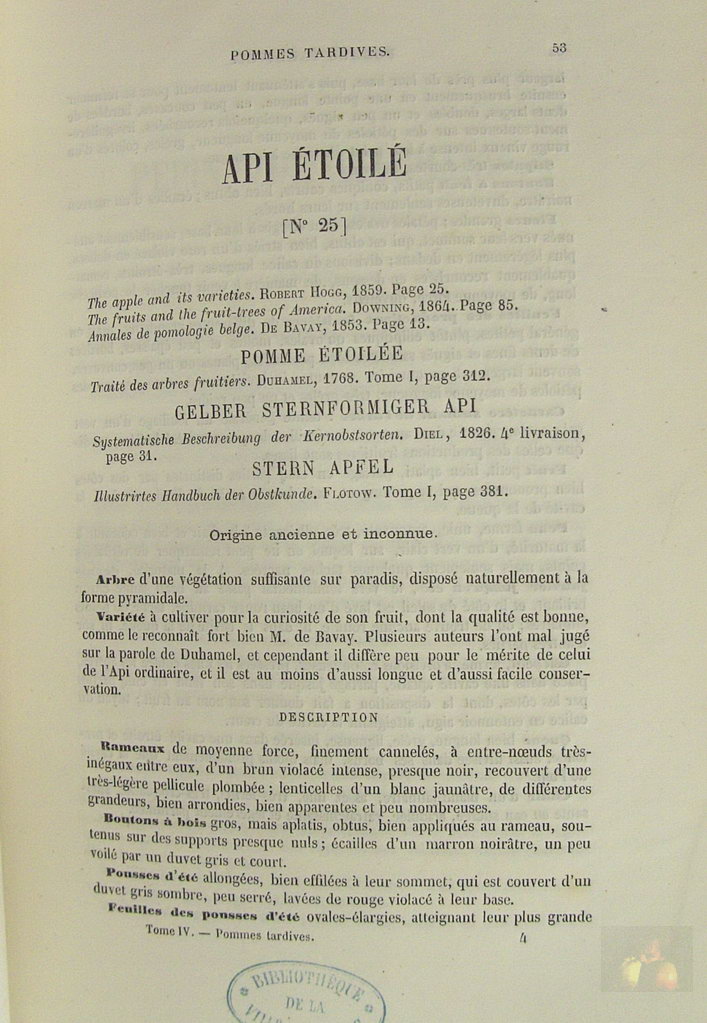 POMMES TARDIVES. 53
API ÉTOILÉ
[N° 25]
The apple and its varieties. ROBERT HOGG, 1859. Page 25.
The fruits and the fruit-trees of America. DOWNING, 1864. Page 85.
Annales de pomologie belge. DE BAVAY, 1853. Page 13.
POMME ÉTOILÉE
Traité des arbres fruitiers. DUHAMEL, 1768. Tome I, page 312.
GELBER STERNFORMIGER API
Systematische Beschreibung der Kernobstsorten. DIEL, 1826. 4e livraison,
page 31.
STERN APFEL
Illustrirtes Handbuch der Obstkunde. FLOTOW. Tome I, page 381.
Origine ancienne et inconnue.
Arbre d'une végétation suffisante sur paradis, disposé naturellement à la
forme pyramidale.
Variété à cultiver pour la curiosité de son fruit, dont la qualité est bonne,
comme le reconnaît fort bien M. de Bavay. Plusieurs auteurs l'ont mal jugé
sur la parole de Duhamel, et cependant il diffère peu pour le mérite de celui
de l'Api ordinaire, et il est au moins d'aussi longue et d'aussi facile conser-
vation.
DESCRIPTION
Rameaux de moyenne force, finement cannelés, à entre-nœuds très-
inégaux entre eux, d'un brun violacé intense, presque noir, recouvert d'une
très-légère pellicule plombée ; lenticelles d'un blanc jaunâtre, de différentes
grandeurs, bien arrondies, bien apparentes et peu nombreuses.
Boutons à bois gros, mais aplatis, obtus, bien appliqués au rameau, sou-
tenus sur des supports presque nuls ; écailles d'un marron noirâtre, un peu
voilé par un duvet gris et court.
Pousses d'été allongées, bien effilées à leur sommet, qui est couvert d'un
duvet gris sombre, peu serré, lavées de rouge violacé à leur base.
Feuilles des pousses d'été ovales-élargies, atteignant leur plus grande
Tome IV. — Pommes tardives. 4
BIBLIOTHÈQUE
DE LA